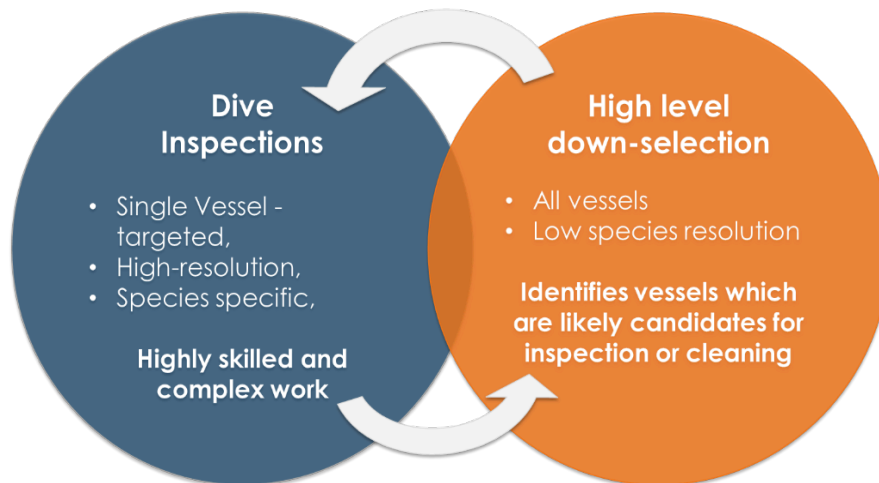 Dive
Inspections
• Single Vessel -
targeted,
• High-resolution,
• Species specific,
Highly skilled and
complex work
High level
down-selection
• All vessels
• Low species resolution
Identifies vessels which
are likely candidates for
inspection or cleaning